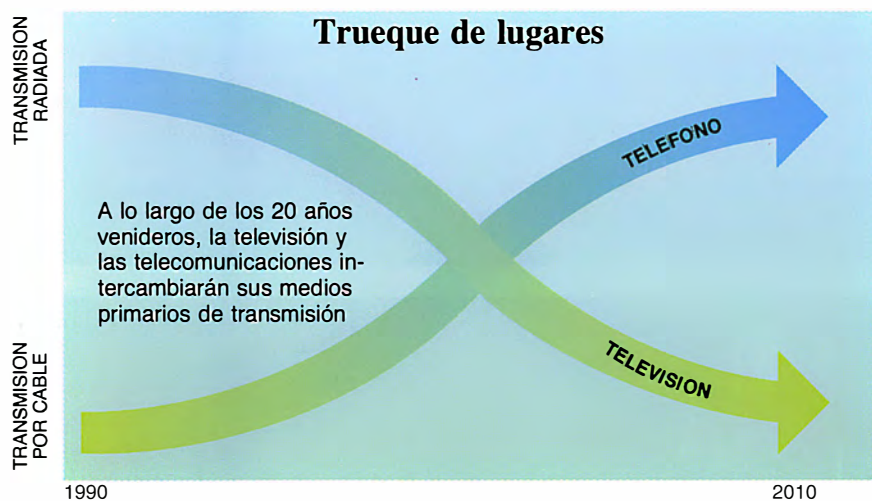 Trueque de lugares
TRANSMISION
RADIADA
TELEFONO
A lo largo de los 20 años
venideros, la televisión y
las telecomunicaciones in-
tercambiarán sus medios
primarios de transmisión
TRANSMISION
POR CABLE
TELEVISION
1990
2010